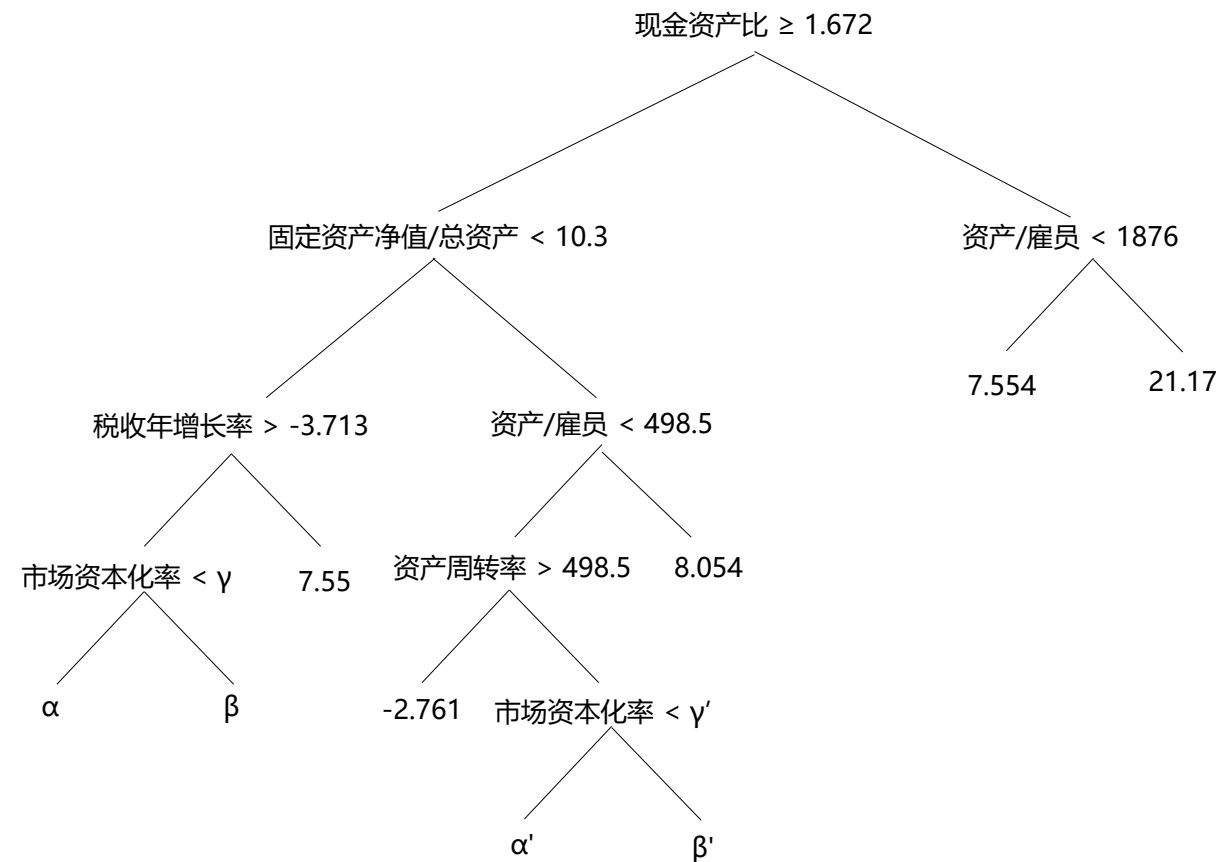 现金资产比 ≥ 1.672
固定资产净值/总资产 < 10.3
资产/雇员 < 1876
7.554
21.17
税收年增长率 > -3.713
资产/雇员 < 498.5
市场资本化率 < γ
7.55
资产周转率 > 498.5
8.054
α
β
-2.761
市场资本化率 < γ′
α'
β'